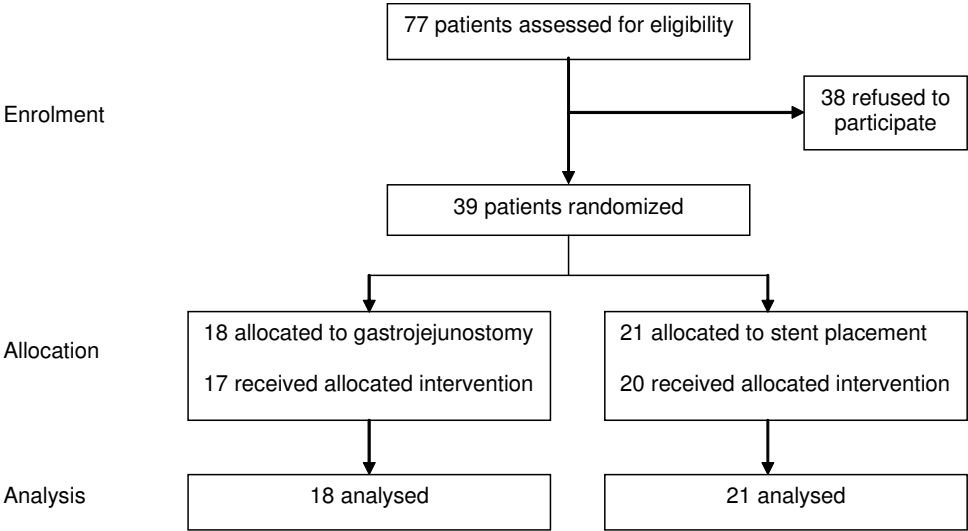 77 patients assessed for eligibility
Enrolment
38 refused to
participate
39 patients randomized
Allocation
18 allocated to gastrojejunostomy
17 received allocated intervention
21 allocated to stent placement
20 received allocated intervention
Analysis
18 analysed
21 analysed